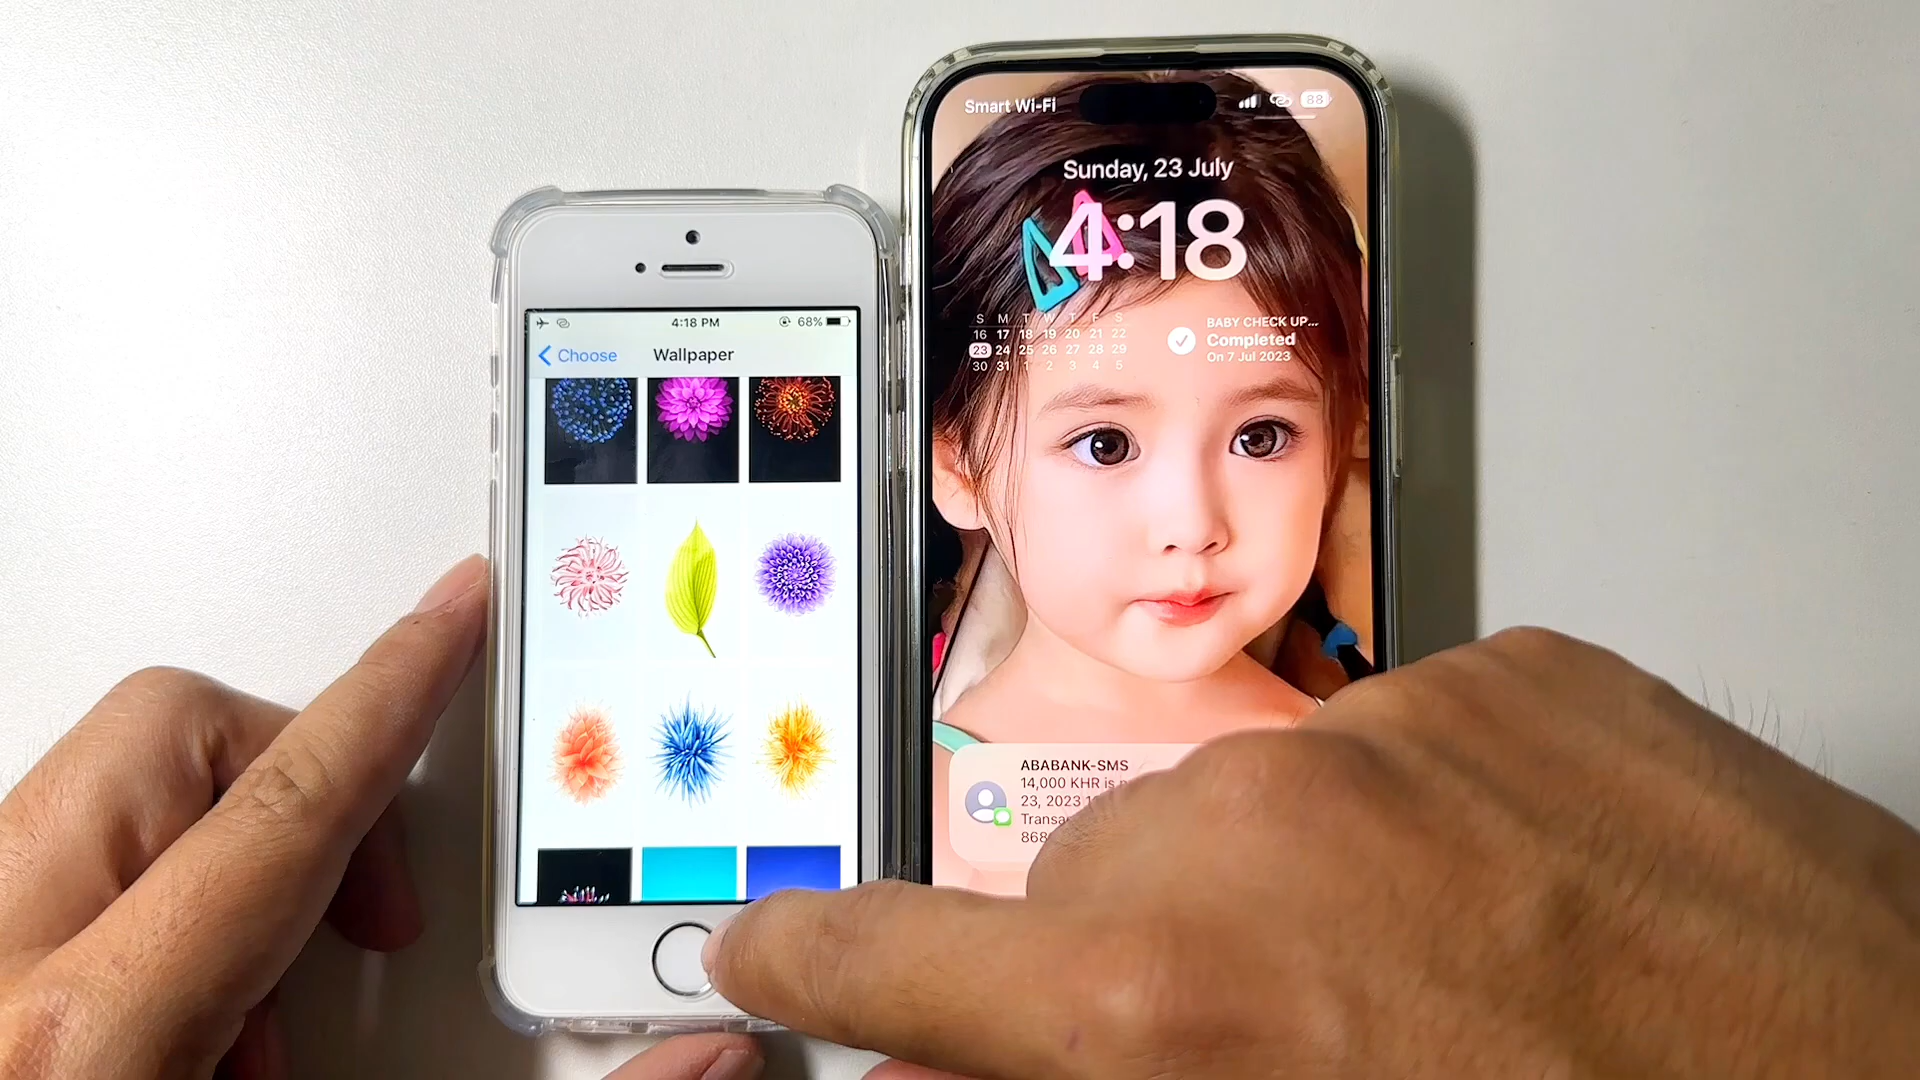 4:18 PM
68%
Choose
Wallpaper
Smart Wi-Fi
88
Sunday, 23 July
4:18
S M T W T F S
16 17 18 19 20 21 22
23 24 25 26 27 28 29
30 31 1 2 3 4 5
BABY CHECK UP...
Completed
On 7 Jul 2023
ABABANK-SMS
14,000 KHR is
23, 2023